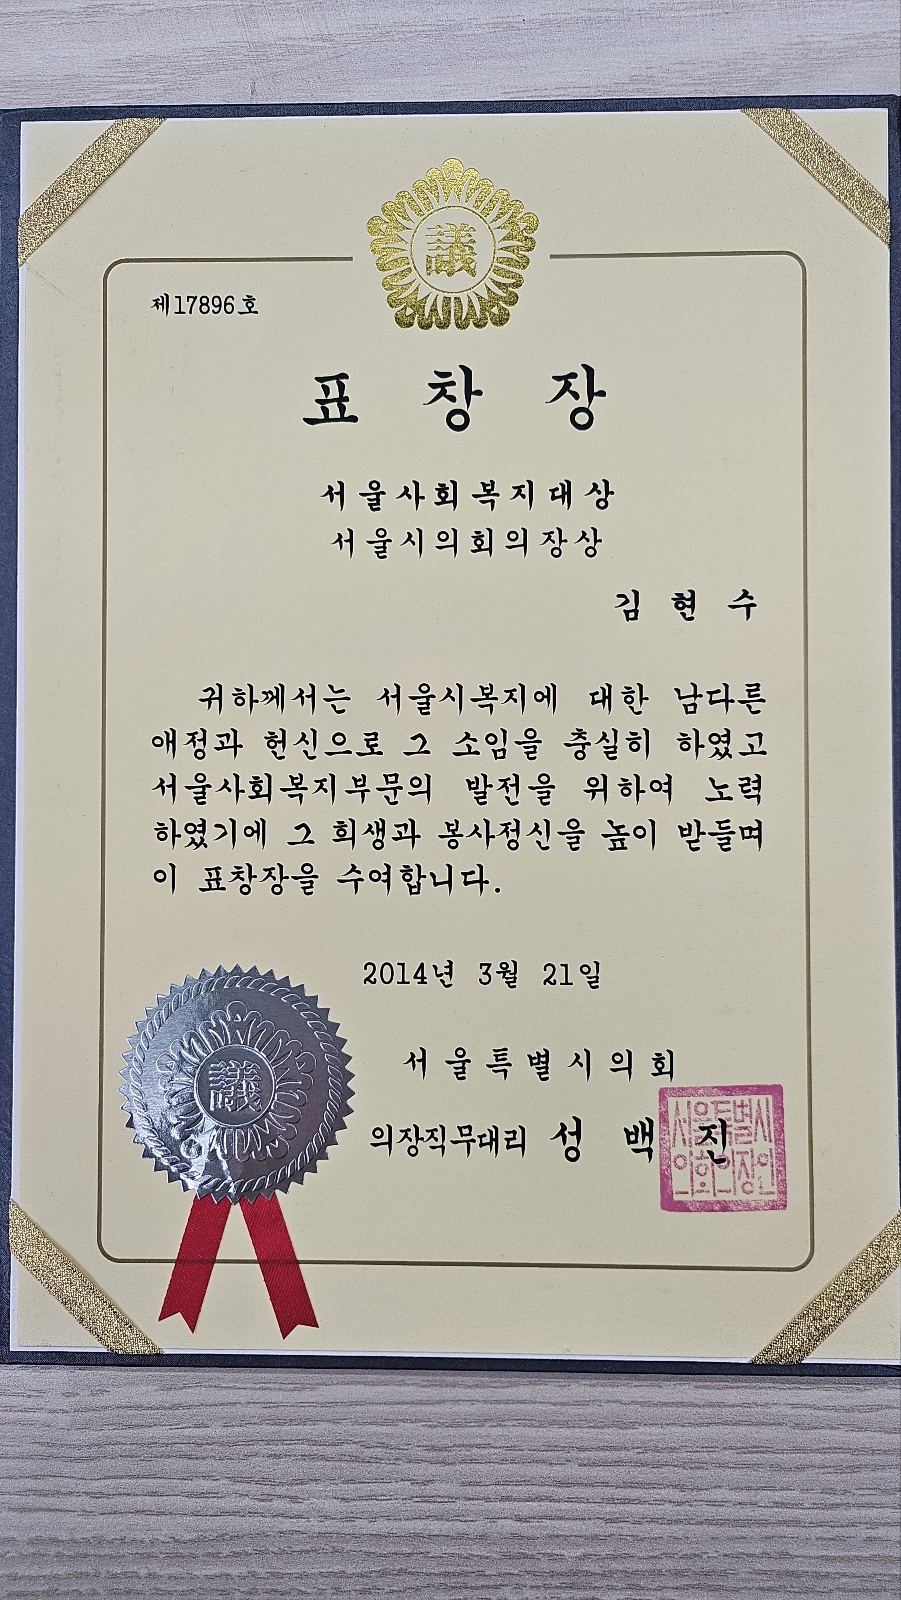 議
제17896호
표 창 장
서울사회복지대상
서울시의회의장상
김 현 수
귀하께서는 서울시복지에 대한 남다른
애정과 헌신으로 그 소임을 충실히 하였고
서울사회복지부문의 발전을 위하여 노력
하였기에 그 희생과 봉사정신을 높이 받들며
이 표창장을 수여합니다.
2014년 3월 21일
議
서울특별시의회
의장직무대리 성 백 진
서울특별시
의회의장인